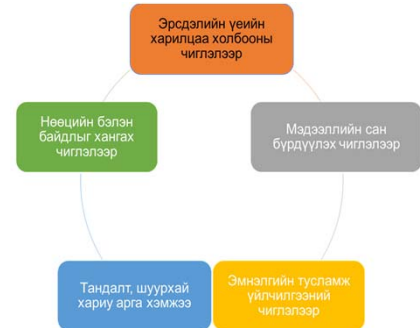 Эрсдэлийн үеийн
харилцаа холбооны
чиглэлээр
Нөөцийн бэлэн
байдлыг хангах
чиглэлээр
Мэдээллийн сан
бүрдүүлэх чиглэлээр
Тандалт, шуурхай
хариу арга хэмжээ
Эмнэлгийн тусламж
үйлчилгээний
чиглэлээр